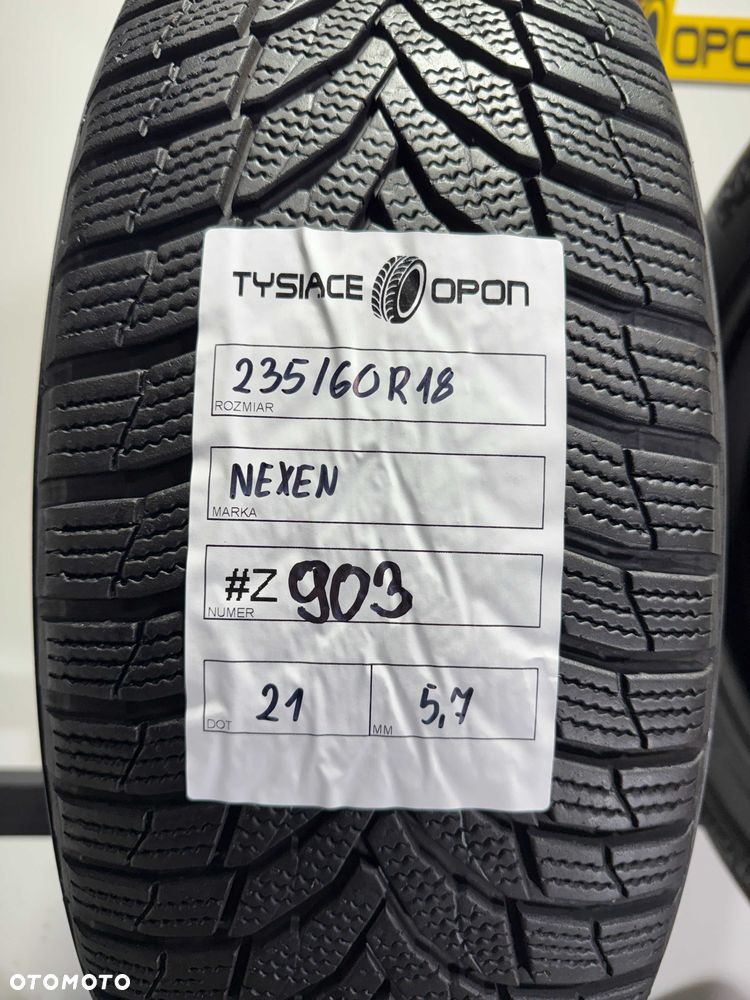 OPON
TYSIACE OPON
235/60R18
ROZMIAR
NEXEN
MARKA
#Z 903
NUMER
21
DOT
5,7
MM
OTOMOTO